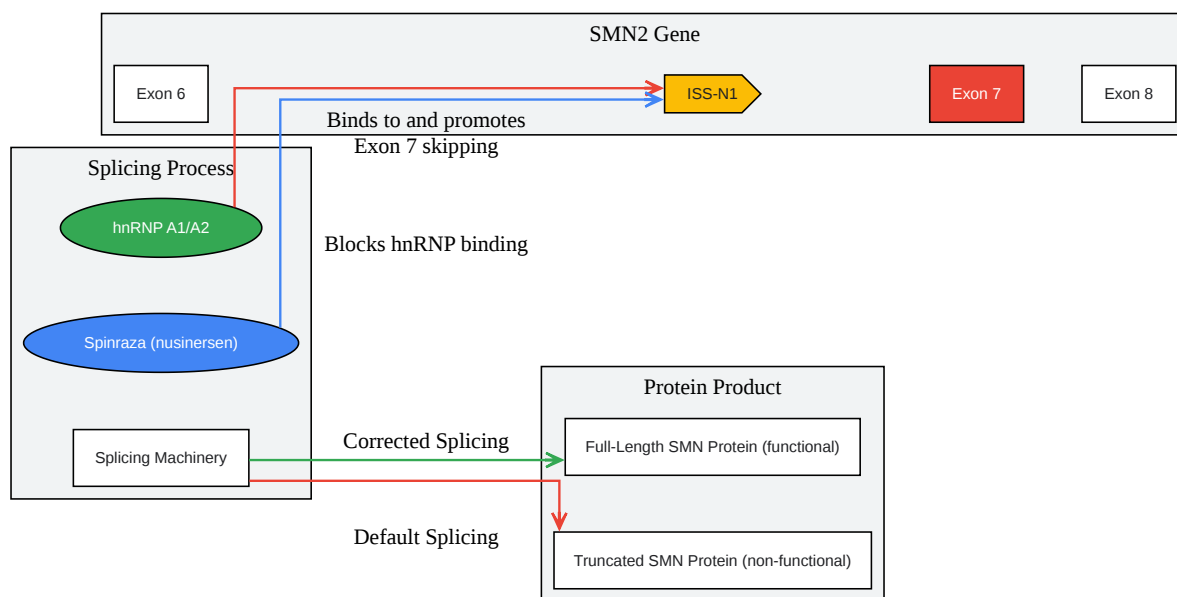 SMN2 Gene
Exon 6
ISS-N1
Exon 7
Exon 8
Binds to and promotes
Exon 7 skipping
Splicing Process
hnRNP A1/A2
Blocks hnRNP binding
Spinraza (nusinersen)
Splicing Machinery
Corrected Splicing
Default Splicing
Protein Product
Full-Length SMN Protein (functional)
Truncated SMN Protein (non-functional)